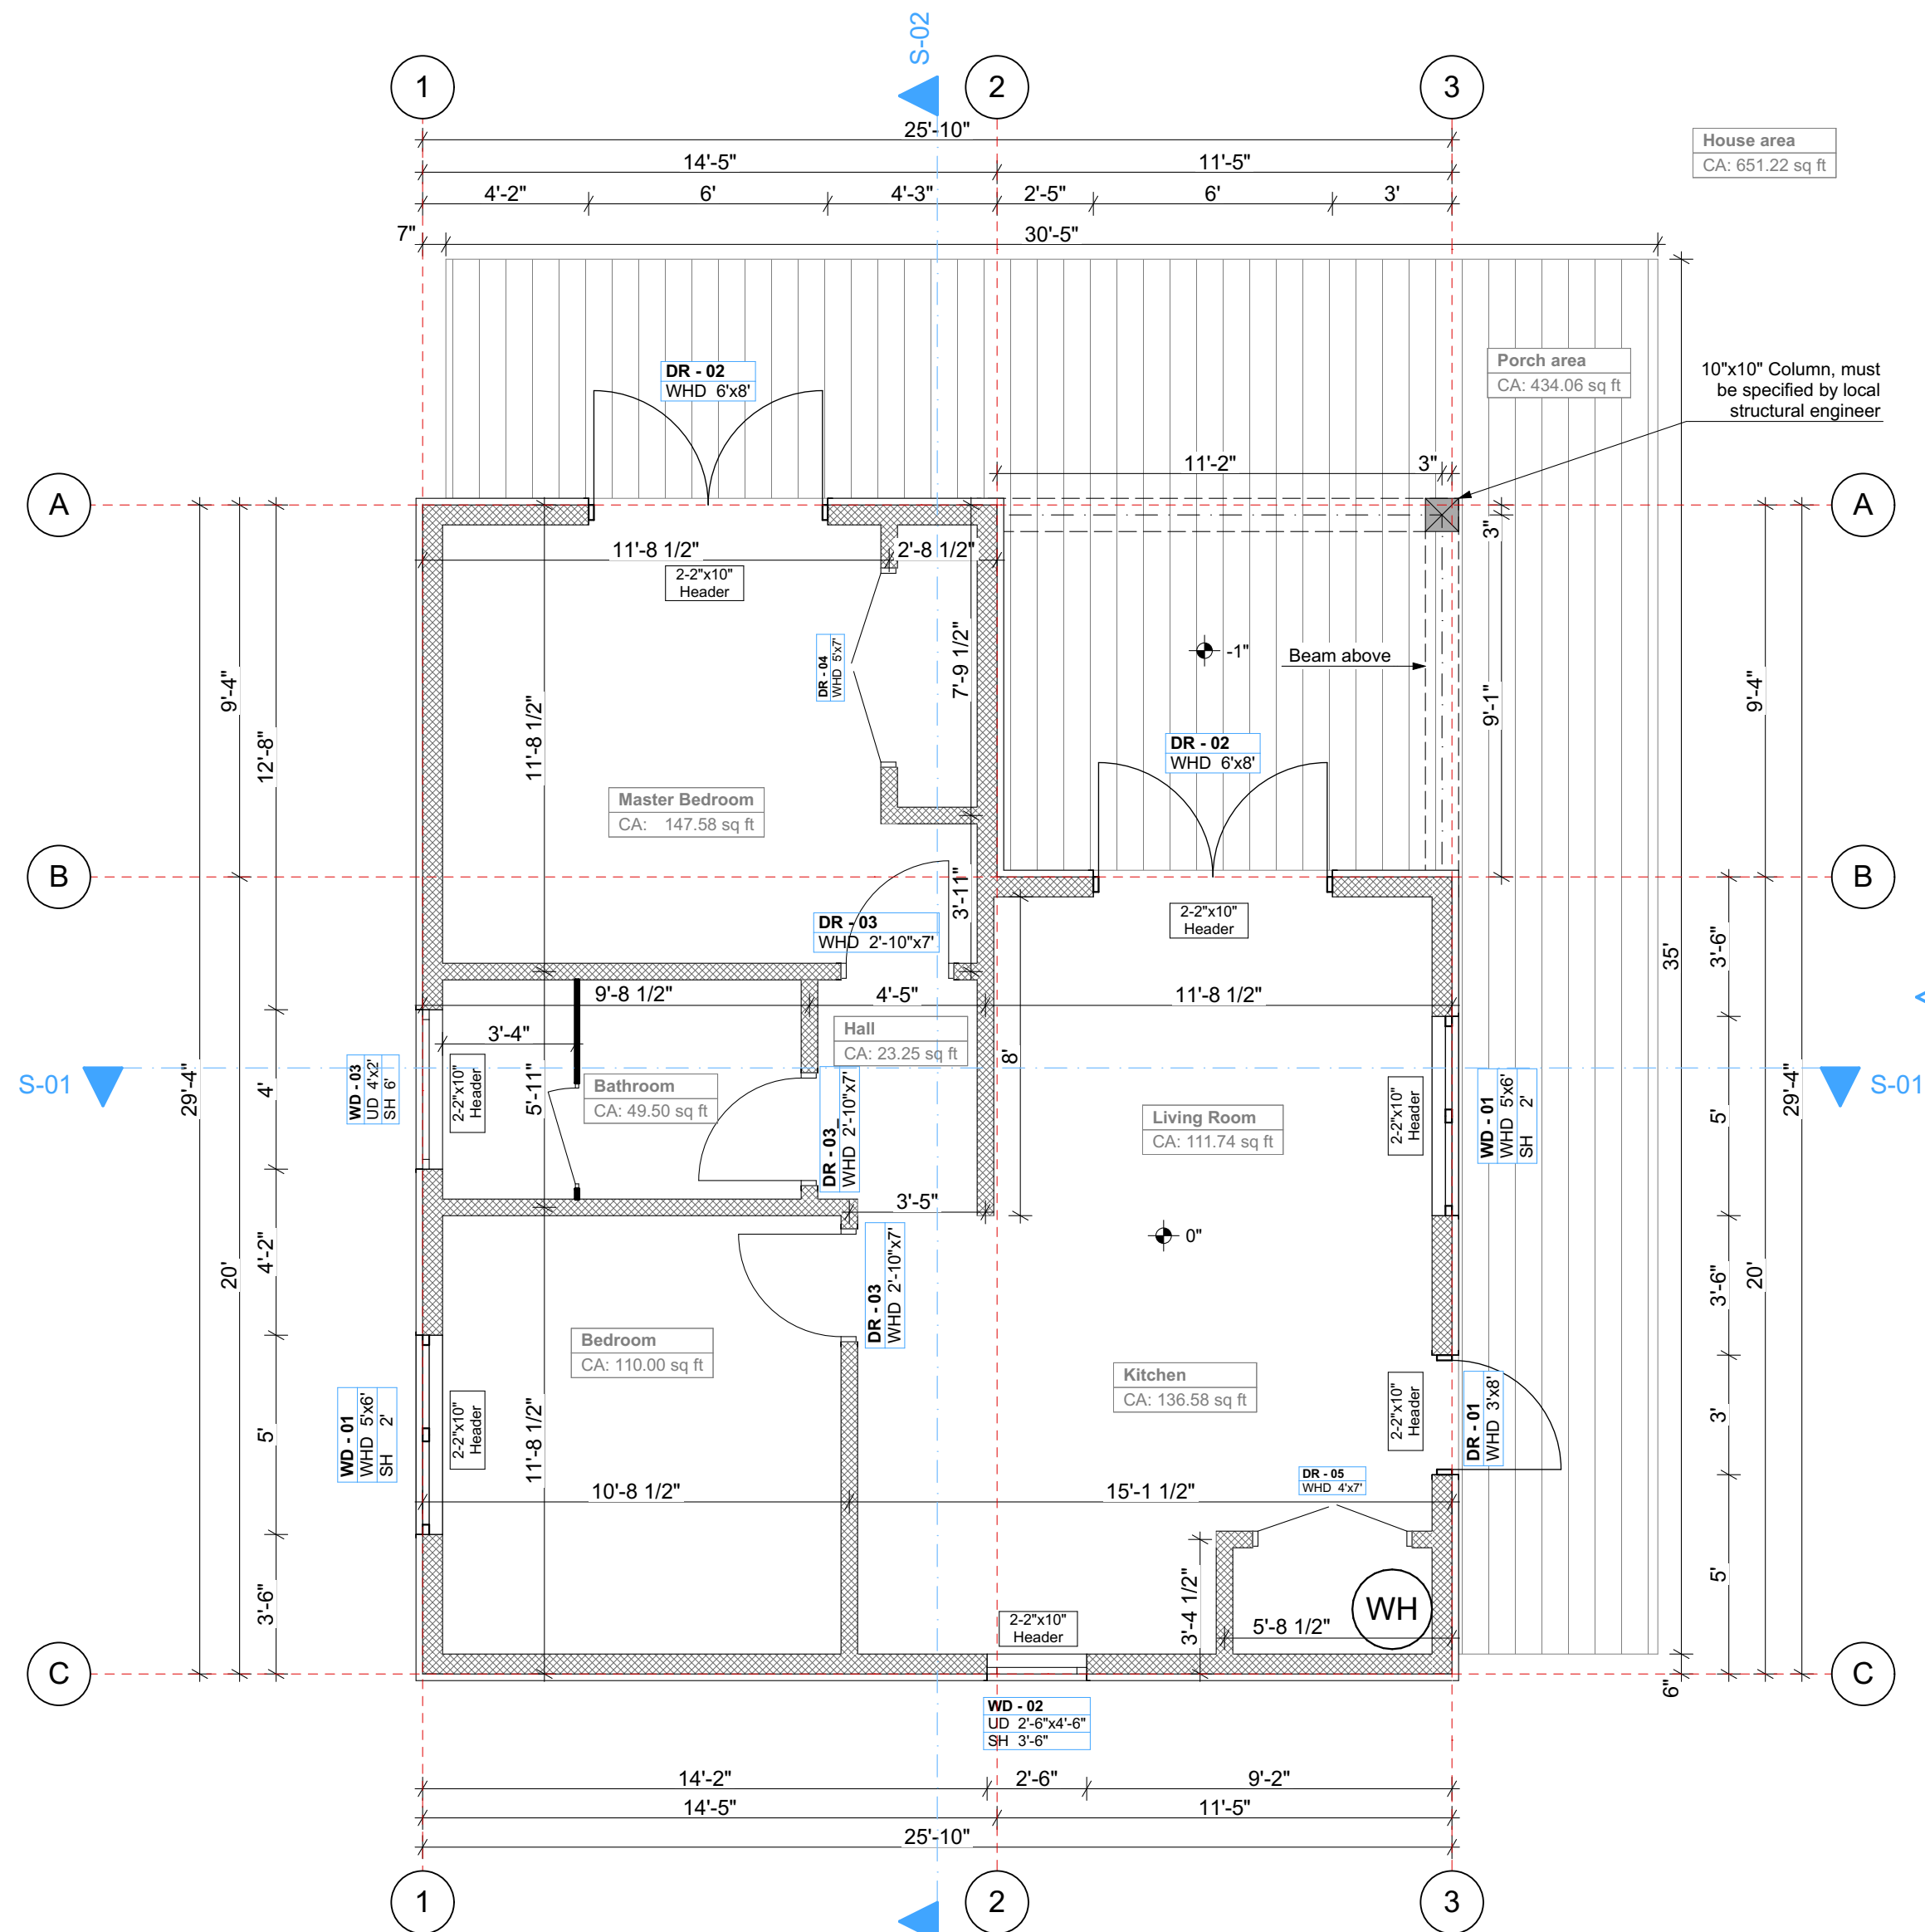 S-02
1
2
3
25'-10"
14'-5"
11'-5"
4'-2"
6'
4'-3"
2'-5"
6'
3'
7"
30'-5"
House area
CA: 651.22 sq ft
DR - 02
WHD 6'x8'
Porch area
CA: 434.06 sq ft
10"x10" Column, must
be specified by local
structural engineer
A
11'-2"
3"
A
11'-8 1/2"
2'-8 1/2"
2-2"x10"
Header
3"
DR - 04
WHD 5'x7'
7'-9 1/2"
-1"
Beam above
9'-4"
12'-8"
11'-8 1/2"
9'-1"
9'-4"
DR - 02
WHD 6'x8'
Master Bedroom
CA: 147.58 sq ft
B
B
3'-11"
DR - 03
WHD 2'-10"x7'
2-2"x10"
Header
3'-6"
35'
9'-8 1/2"
4'-5"
11'-8 1/2"
3'-4"
Hall
CA: 23.25 sq ft
8'
S-01
29'-4"
4'
WD - 03
UD 4'x2'
SH 6'
2-2"x10"
Header
5'-11"
Bathroom
CA: 49.50 sq ft
DR - 03
WHD 2'-10"x7'
Living Room
CA: 111.74 sq ft
2-2"x10"
Header
WD - 01
WHD 5'x6'
SH 2'
5'
29'-4"
S-01
3'-5"
0"
4'-2"
20'
DR - 03
WHD 2'-10"x7'
3'-6"
20'
Bedroom
CA: 110.00 sq ft
Kitchen
CA: 136.58 sq ft
5'
WD - 01
WHD 5'x6'
SH 2'
2-2"x10"
Header
11'-8 1/2"
2-2"x10"
Header
DR - 01
WHD 3'x8'
3'
10'-8 1/2"
15'-1 1/2"
DR - 05
WHD 4'x7'
3'-6"
3'-4 1/2"
WH
5'-8 1/2"
5'
2-2"x10"
Header
C
C
6"
WD - 02
UD 2'-6"x4'-6"
SH 3'-6"
14'-2"
2'-6"
9'-2"
14'-5"
11'-5"
25'-10"
1
2
3